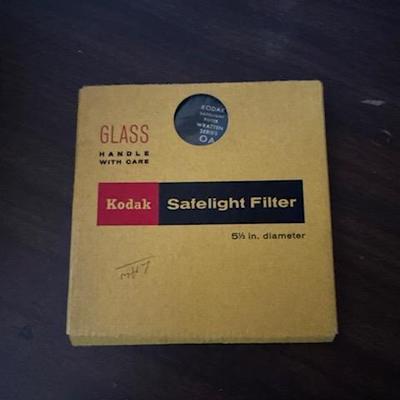 GLASS
HANDLE
WITH CARE
KODAK
SAFELIGHT
FILTER
WRATTEN
SERIES
OA
Kodak Safelight Filter
5½ in. diameter